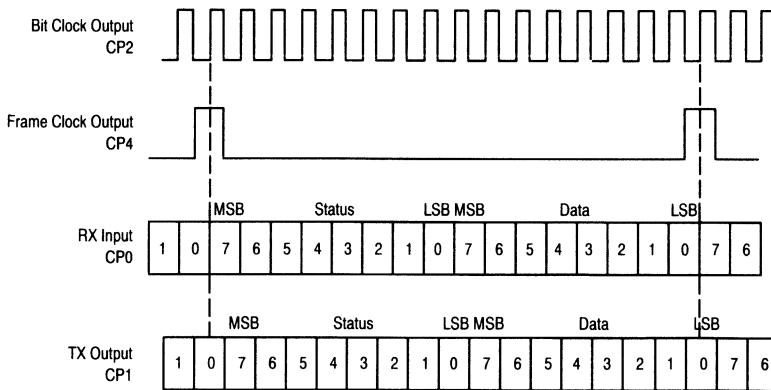 Bit Clock Output
CP2
Frame Clock Output
CP4
MSB Status LSB MSB Data LSB
RX Input
CP0
1 0 7 6 5 4 3 2 1 0 7 6 5 4 3 2 1 0 7 6
MSB Status LSB MSB Data LSB
TX Output
CP1
1 0 7 6 5 4 3 2 1 0 7 6 5 4 3 2 1 0 7 6